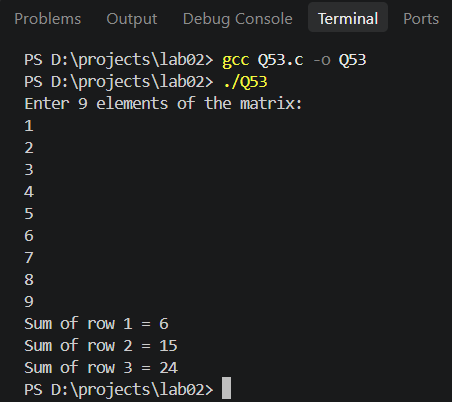 Problems Output Debug Console Terminal Ports
PS D:\projects\lab02> gcc Q53.c -o Q53
PS D:\projects\lab02> ./Q53
Enter 9 elements of the matrix:
1
2
3
4
5
6
7
8
9
Sum of row 1 = 6
Sum of row 2 = 15
Sum of row 3 = 24
PS D:\projects\lab02>